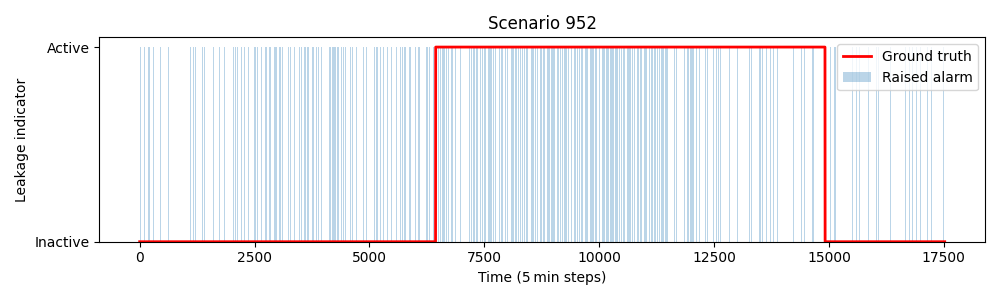 Scenario 952
Active
Inactive
Leakage indicator
Ground truth
Raised alarm
0 2500 5000 7500 10000 12500 15000 17500
Time (5 min steps)